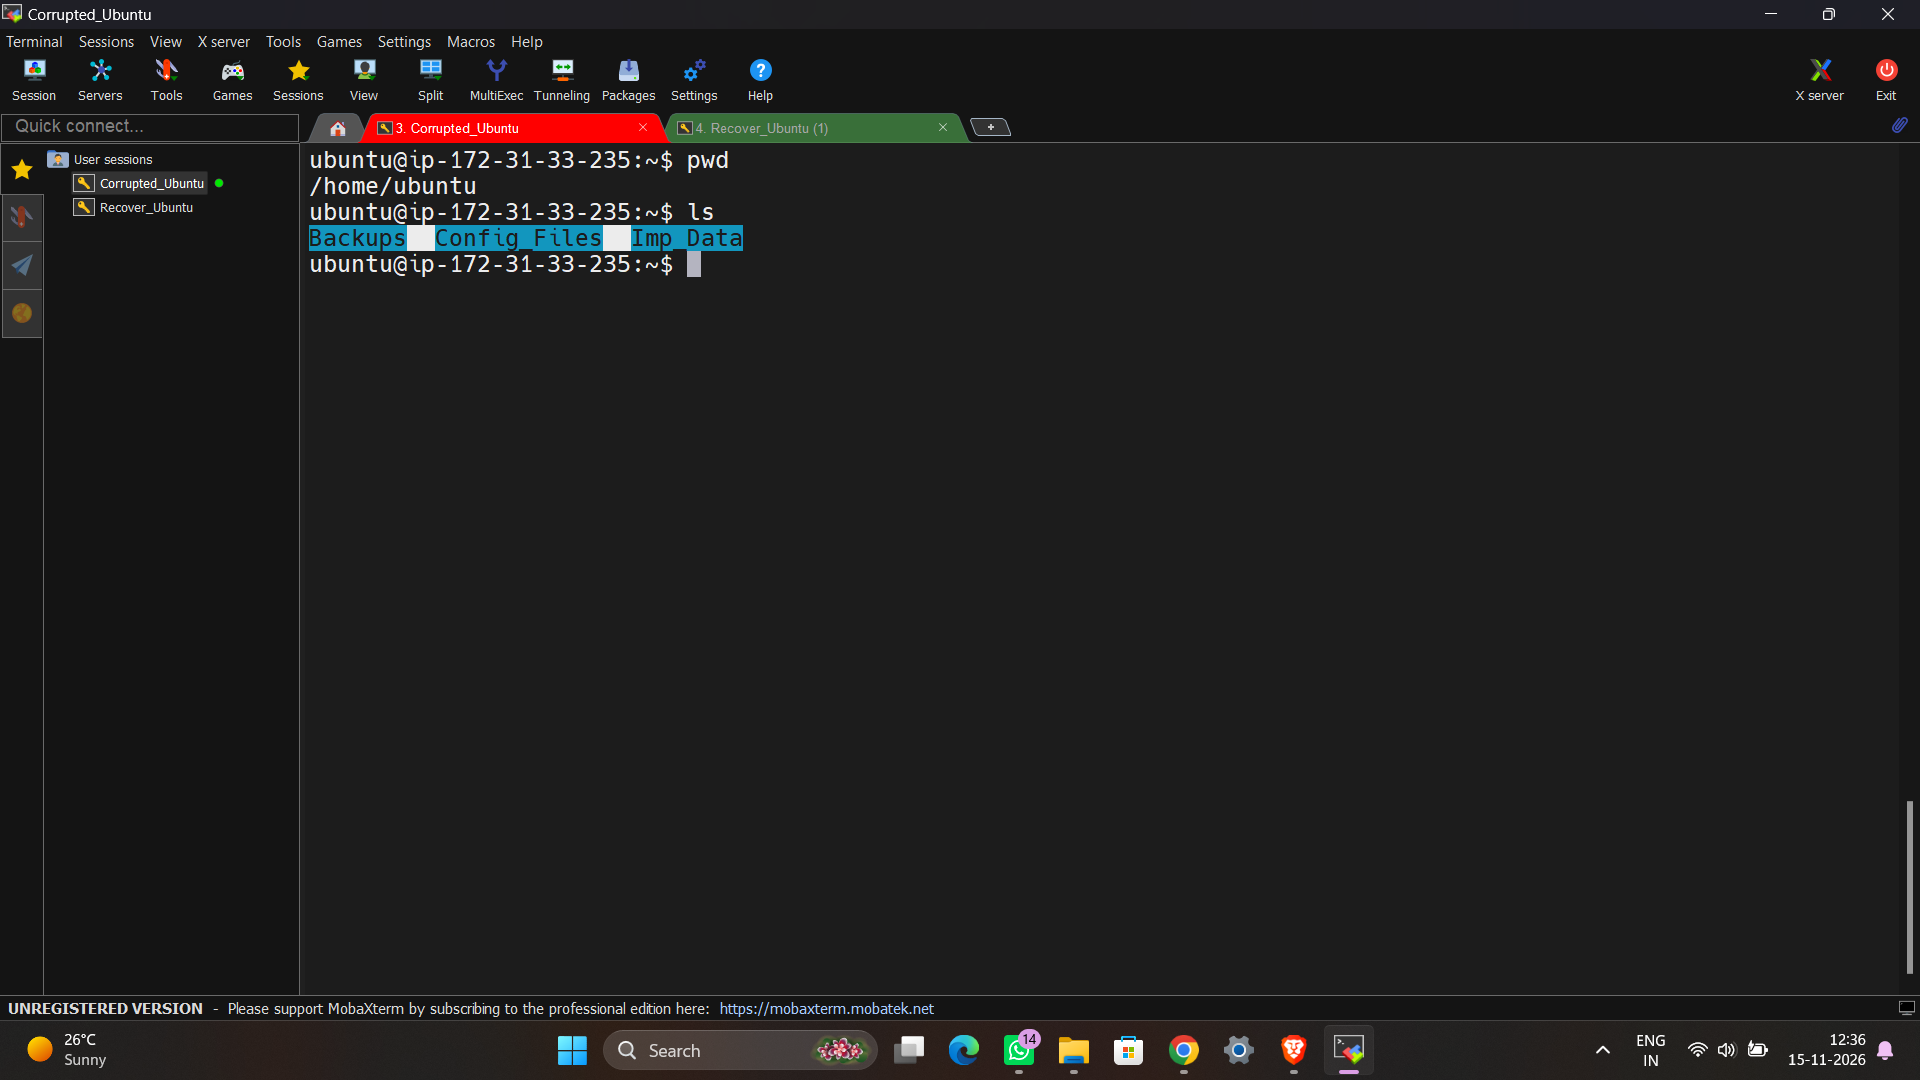 Corrupted_Ubuntu
Terminal Sessions View X server Tools Games Settings Macros Help
Session Servers Tools Games Sessions View Split MultiExec Tunneling Packages Settings Help X server Exit
Quick connect... 3. Corrupted_Ubuntu 4. Recover_Ubuntu (1)
User sessions
Corrupted_Ubuntu
Recover_Ubuntu
ubuntu@ip-172-31-33-235:~$ pwd
/home/ubuntu
ubuntu@ip-172-31-33-235:~$ ls
Backups Config_Files Imp_Data
ubuntu@ip-172-31-33-235:~$
UNREGISTERED VERSION - Please support MobaXterm by subscribing to the professional edition here: https://mobaxterm.mobatek.net
26°C
Sunny
Search
14
ENG
IN
12:36
15-11-2026